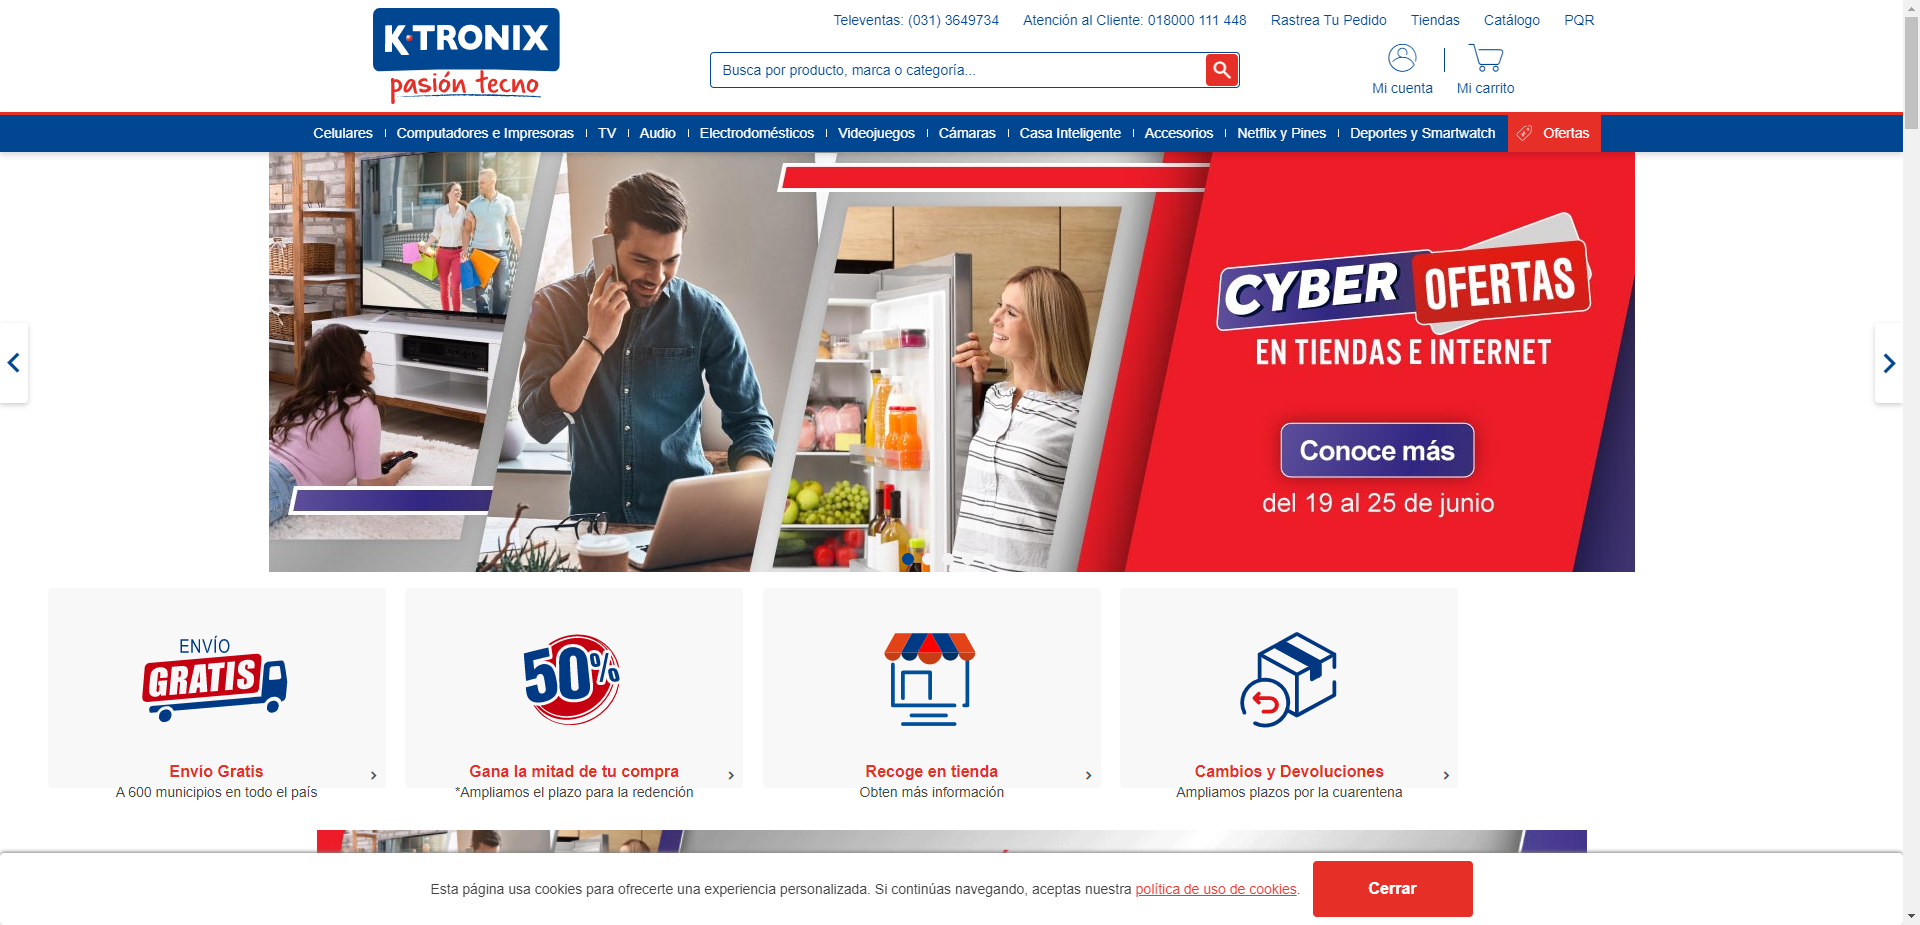 K·TRONIX
pasión tecno
Televentas: (031) 3649734 Atención al Cliente: 018000 111 448 Rastrea Tu Pedido Tiendas Catálogo PQR
Busca por producto, marca o categoría...
Mi cuenta Mi carrito
Celulares Computadores e Impresoras TV Audio Electrodomésticos Videojuegos Cámaras Casa Inteligente Accesorios Netflix y Pines Deportes y Smartwatch Ofertas
CYBER OFERTAS
EN TIENDAS E INTERNET
Conoce más
del 19 al 25 de junio
ENVÍO
GRATIS
Envío Gratis
A 600 municipios en todo el país
50%
Gana la mitad de tu compra
*Ampliamos el plazo para la redención
Recoge en tienda
Obten más información
Cambios y Devoluciones
Ampliamos plazos por la cuarentena
Esta página usa cookies para ofrecerte una experiencia personalizada. Si continúas navegando, aceptas nuestra política de uso de cookies.
Cerrar